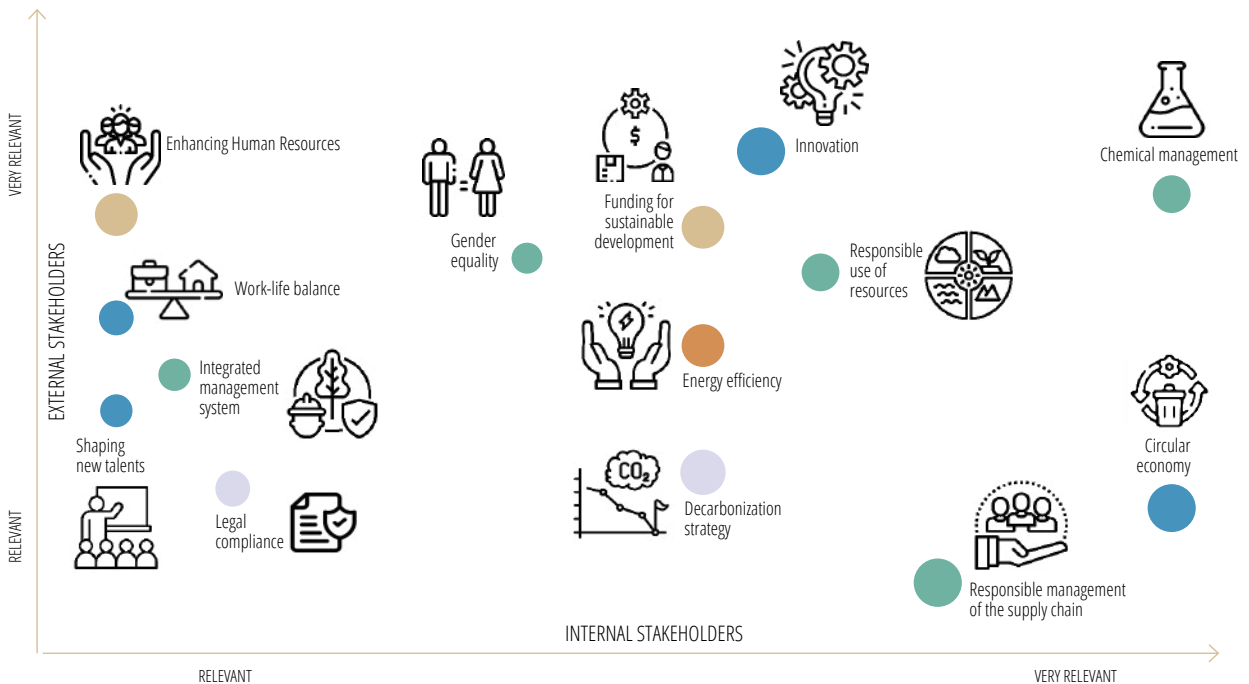 VERY RELEVANT
EXTERNAL STAKEHOLDERS
RELEVANT
Enhancing Human Resources
Work-life balance
Integrated
management
system
Shaping
new talents
Legal
compliance
Gender
equality
$
Funding for
sustainable
development
Innovation
Responsible
use of
resources
Energy efficiency
CO₂
Decarbonization
strategy
Chemical management
Circular
economy
Responsible management
of the supply chain
INTERNAL STAKEHOLDERS
RELEVANT
VERY RELEVANT